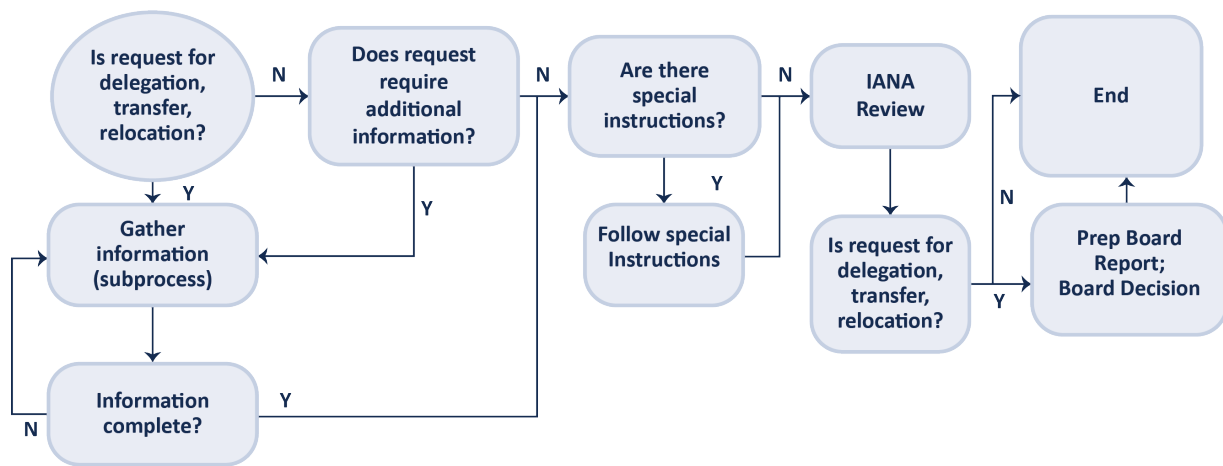 Is request for
delegation,
transfer,
relocation?
N
Y
Does request
require
additional
information?
N
Y
Gather
information
(subprocess)
Information
complete?
N
Y
Are there
special
instructions?
N
Y
Follow special
Instructions
IANA
Review
Is request for
delegation,
transfer,
relocation?
N
Y
Prep Board
Report;
Board Decision
End